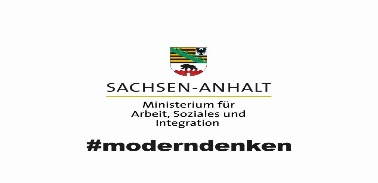 SACHSEN-ANHALT
Ministerium für
Arbeit, Soziales und
Integration
#moderndenken